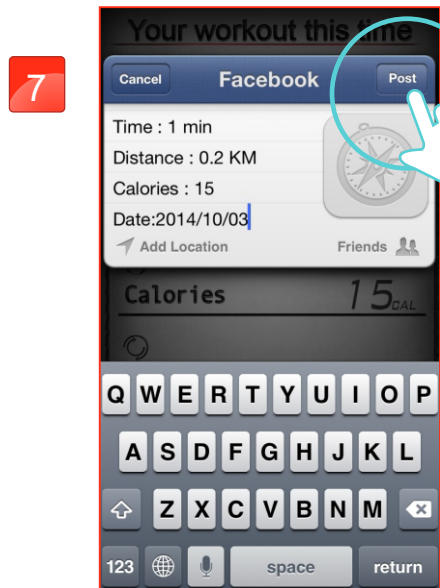 Your workout this time
7
Cancel Facebook Post
Time : 1 min
Distance : 0.2 KM
Calories : 15
Date:2014/10/03
Add Location Friends
Calories 15CAL
Q W E R T Y U I O P
A S D F G H J K L
Z X C V B N M
123 space return